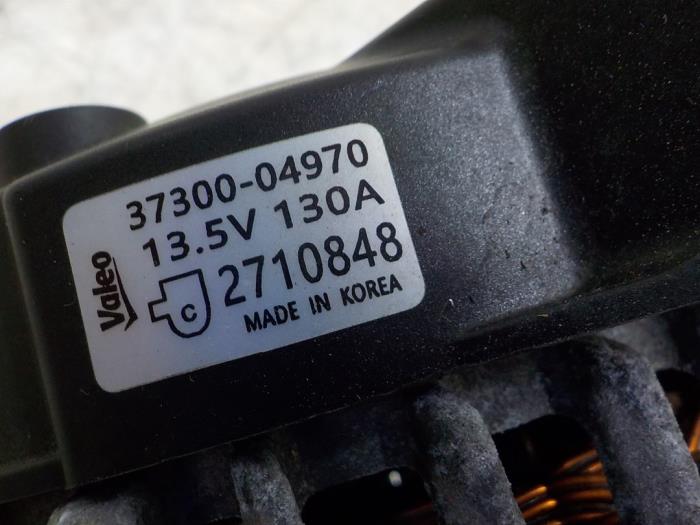 37300-04970
13.5V 130A
Valeo
C 2710848
MADE IN KOREA